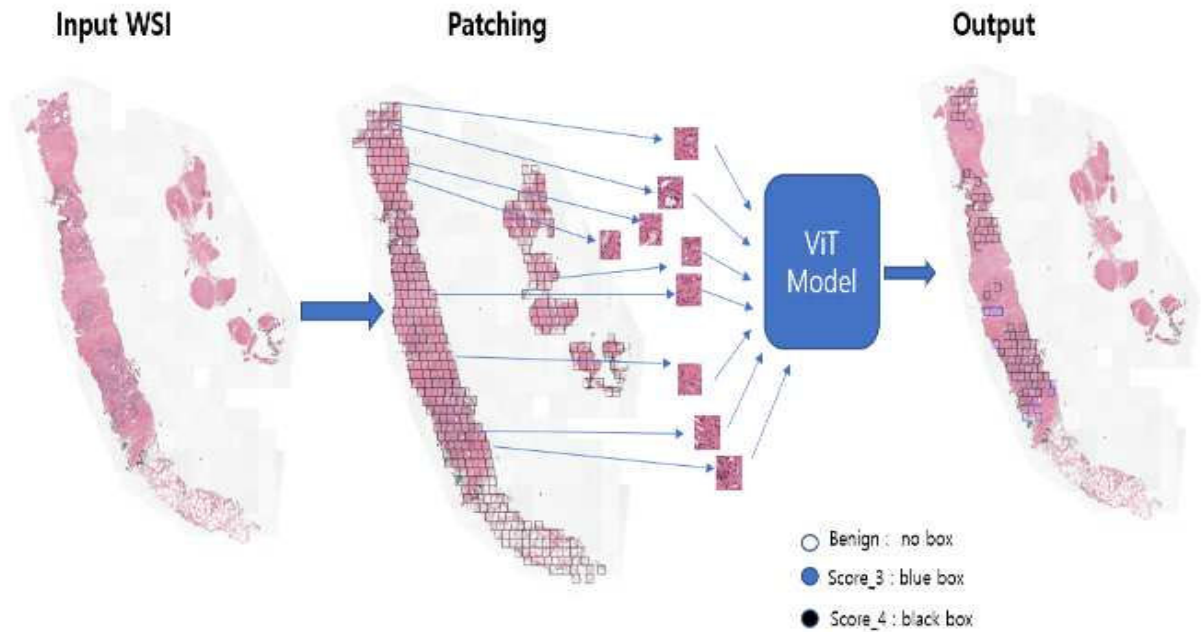 Input WSI
Patching
Output
ViT
Model
Benign : no box
Score_3 : blue box
Score_4 : black box